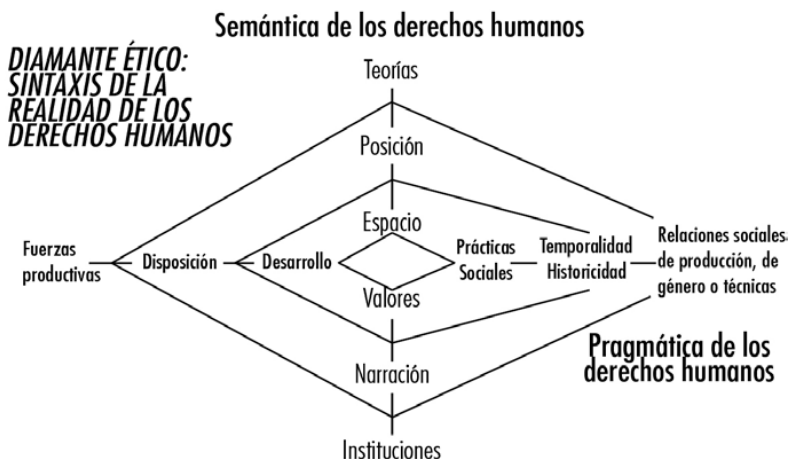 Semántica de los derechos humanos
DIAMANTE ÉTICO:
SINTAXIS DE LA
REALIDAD DE LOS
DERECHOS HUMANOS
Teorías
Posición
Espacio
Fuerzas
productivas
Disposición
Desarrollo
Prácticas
Sociales
Temporalidad
Historicidad
Relaciones sociales
de producción, de
género o técnicas
Valores
Narración
Instituciones
Pragmática de los
derechos humanos